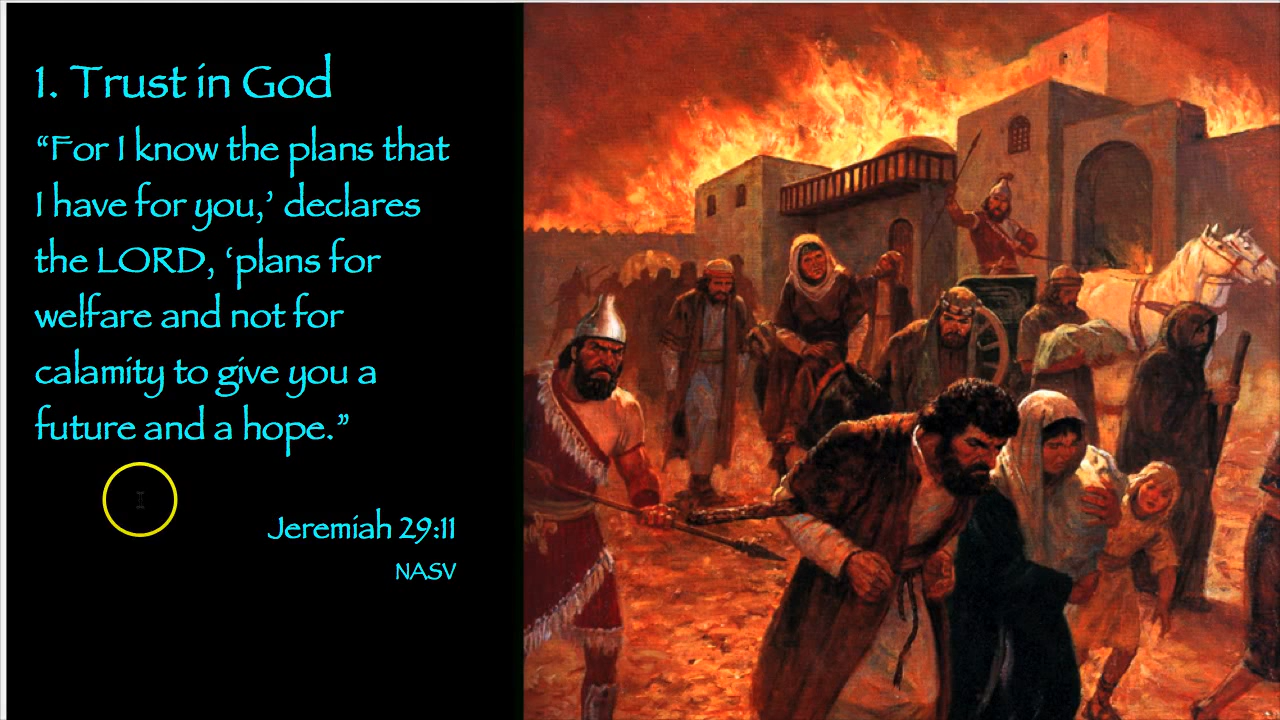 1. Trust in God
“For I know the plans that
I have for you,’ declares
the LORD, ‘plans for
welfare and not for
calamity to give you a
future and a hope.”
Jeremiah 29:11
NASV